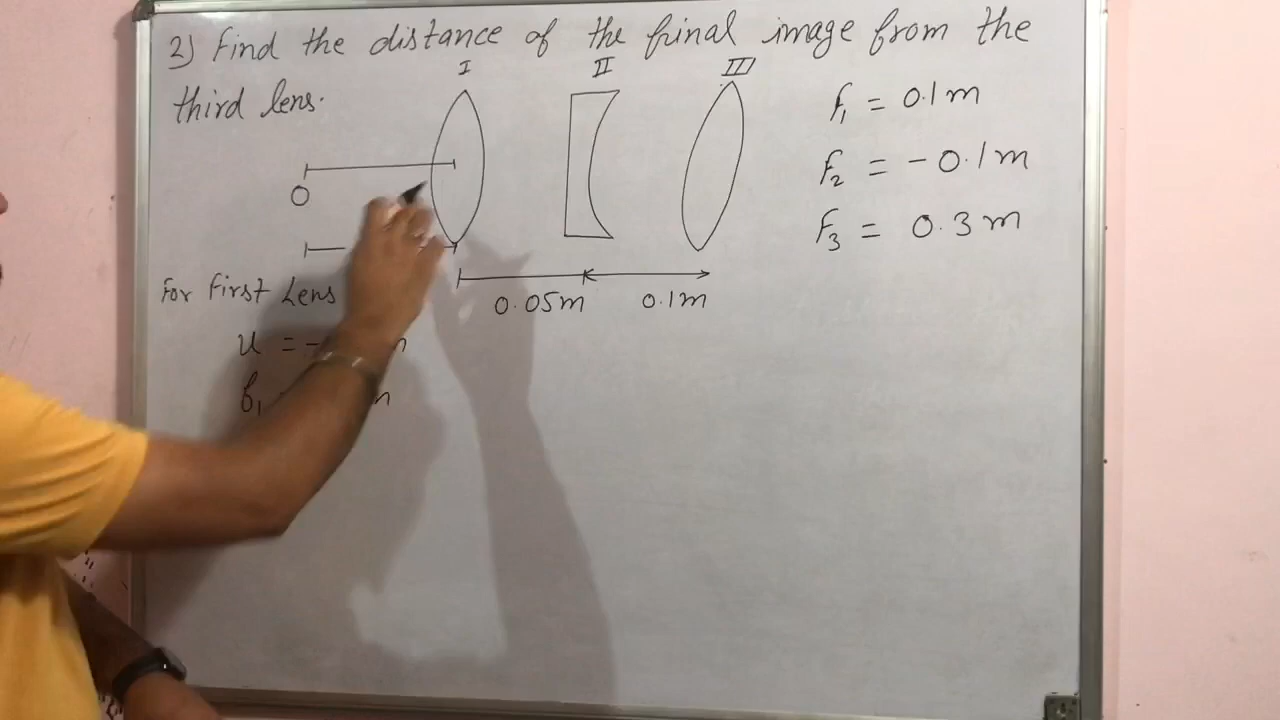 2) Find the distance of the final image from the
third lens.
I II III
f₁ = 0.1m
f₂ = -0.1m
f₃ = 0.3m
O
0.05m 0.1m
For First Lens
u = -
f₁